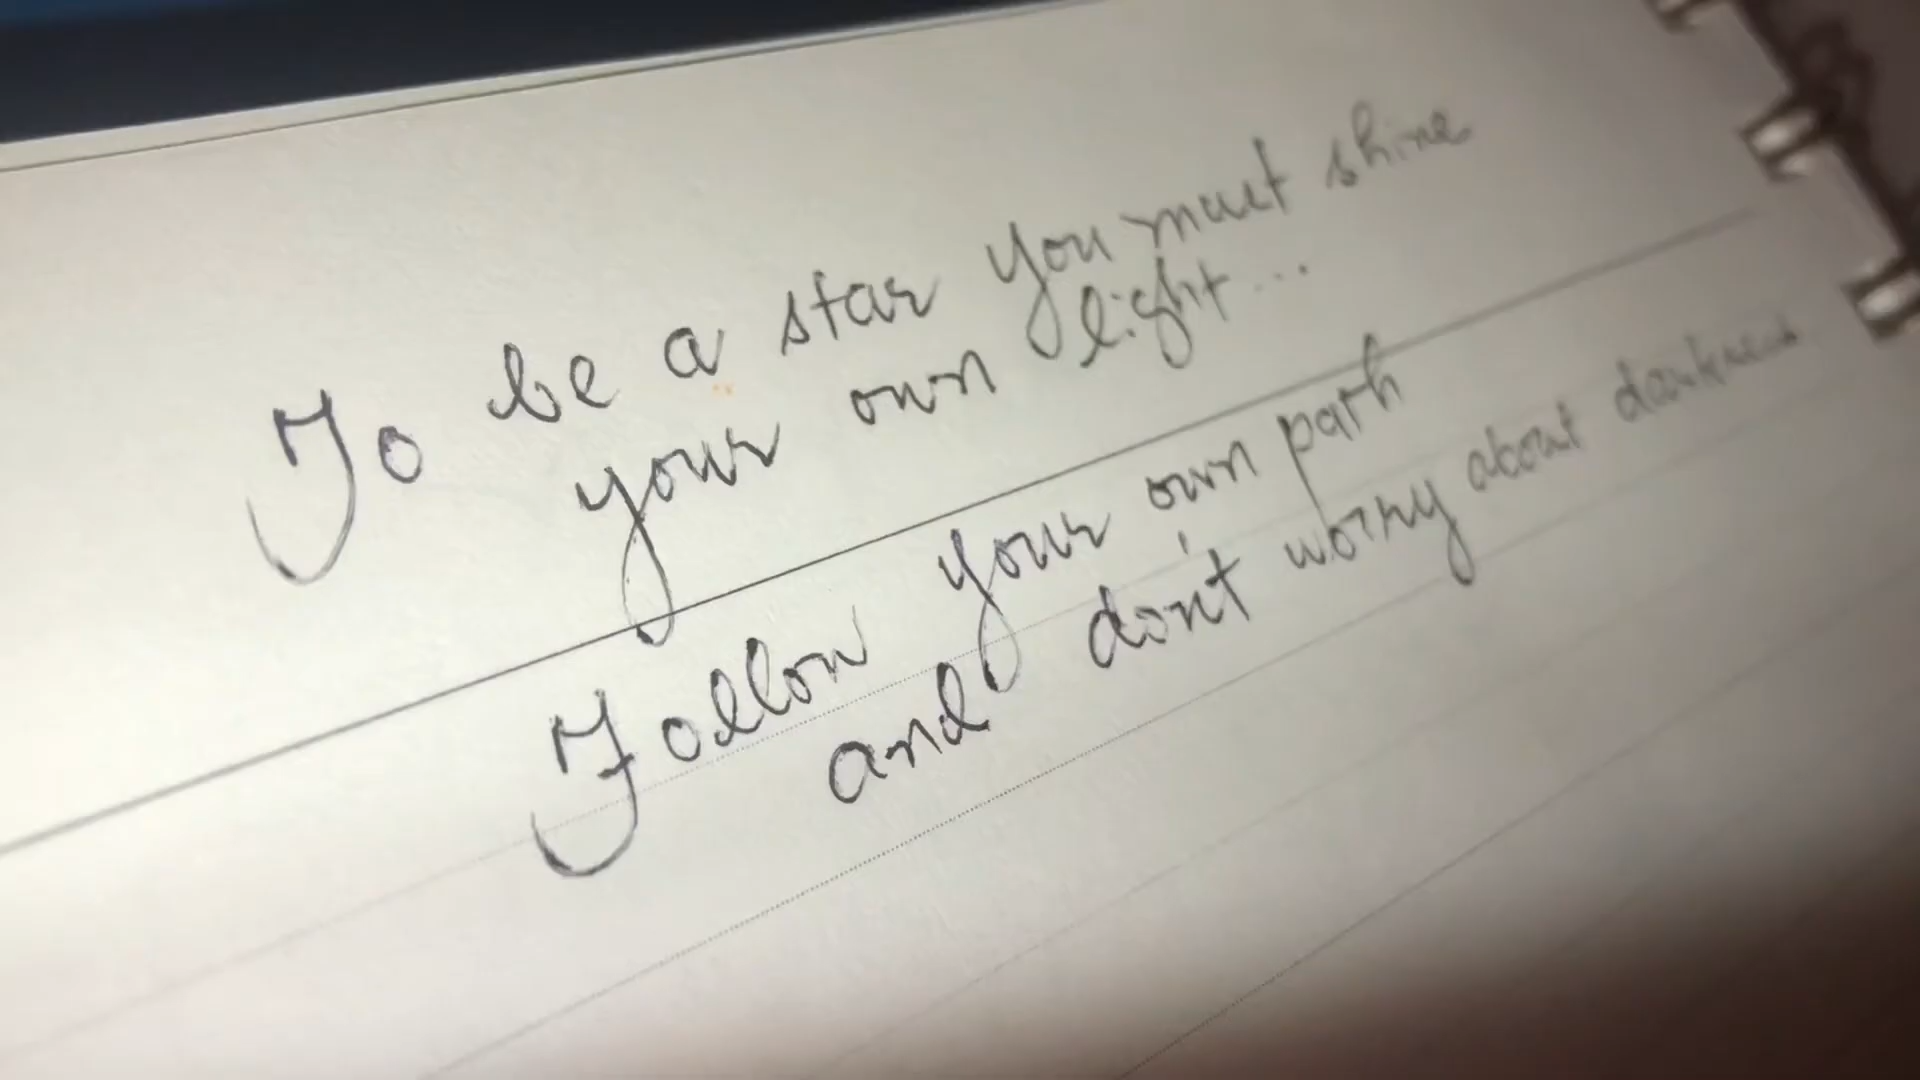 To be a star you must shine
your own light...
Follow your own path
and don't worry about darkness